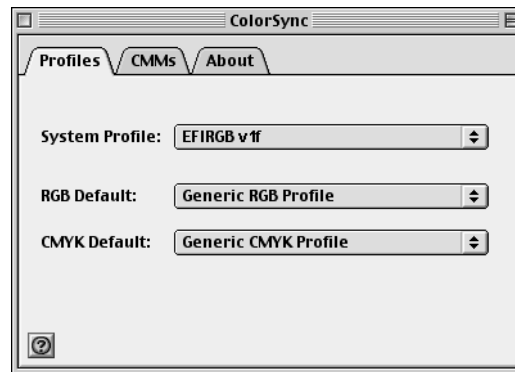 ColorSync
Profiles CMMs About
System Profile: EFIRGB v1f
RGB Default: Generic RGB Profile
CMYK Default: Generic CMYK Profile
?